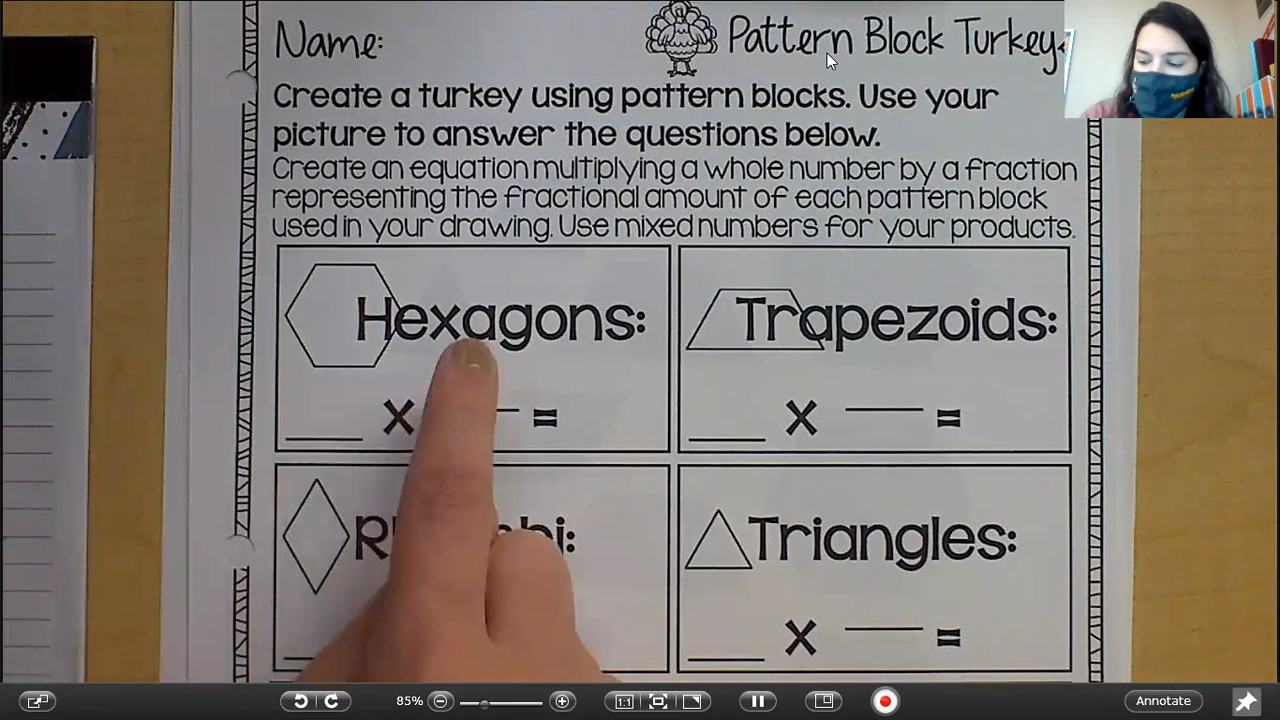 Name:
Pattern Block Turkey
Create a turkey using pattern blocks. Use your
picture to answer the questions below.
Create an equation multiplying a whole number by a fraction
representing the fractional amount of each pattern block
used in your drawing. Use mixed numbers for your products.
Hexagons:
Trapezoids:
x =
x =
Triangles:
x =
85%
1:1
Annotate